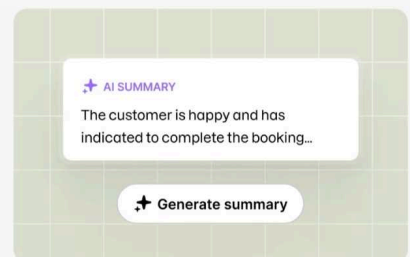 AI SUMMARY
The customer is happy and has
indicated to complete the booking...
Generate summary